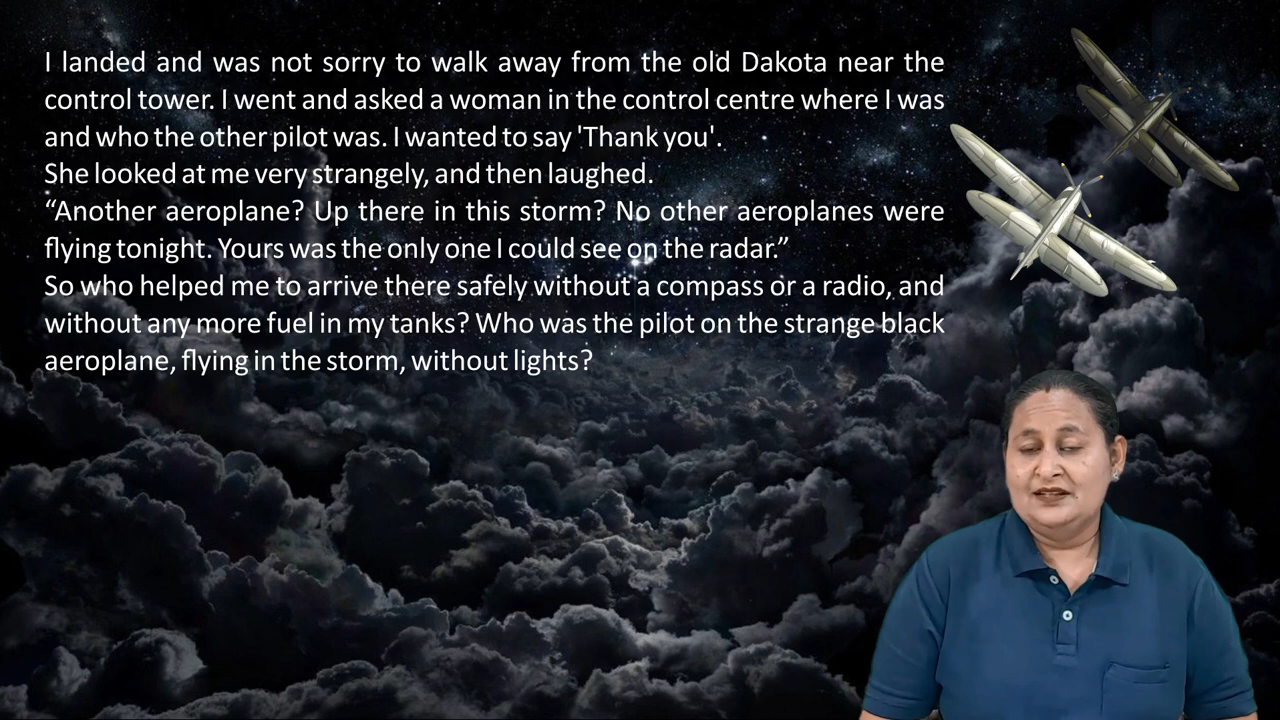 I landed and was not sorry to walk away from the old Dakota near the
control tower. I went and asked a woman in the control centre where I was
and who the other pilot was. I wanted to say 'Thank you'.
She looked at me very strangely, and then laughed.
“Another aeroplane? Up there in this storm? No other aeroplanes were
flying tonight. Yours was the only one I could see on the radar.”
So who helped me to arrive there safely without a compass or a radio, and
without any more fuel in my tanks? Who was the pilot on the strange black
aeroplane, flying in the storm, without lights?